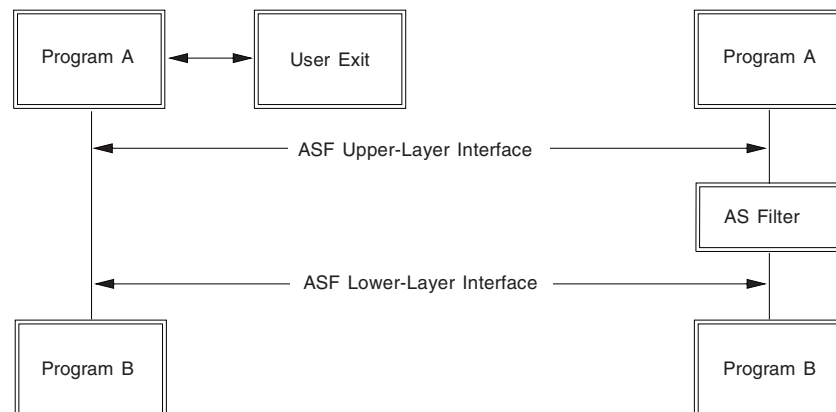 Program A
User Exit
Program A
ASF Upper-Layer Interface
AS Filter
ASF Lower-Layer Interface
Program B
Program B